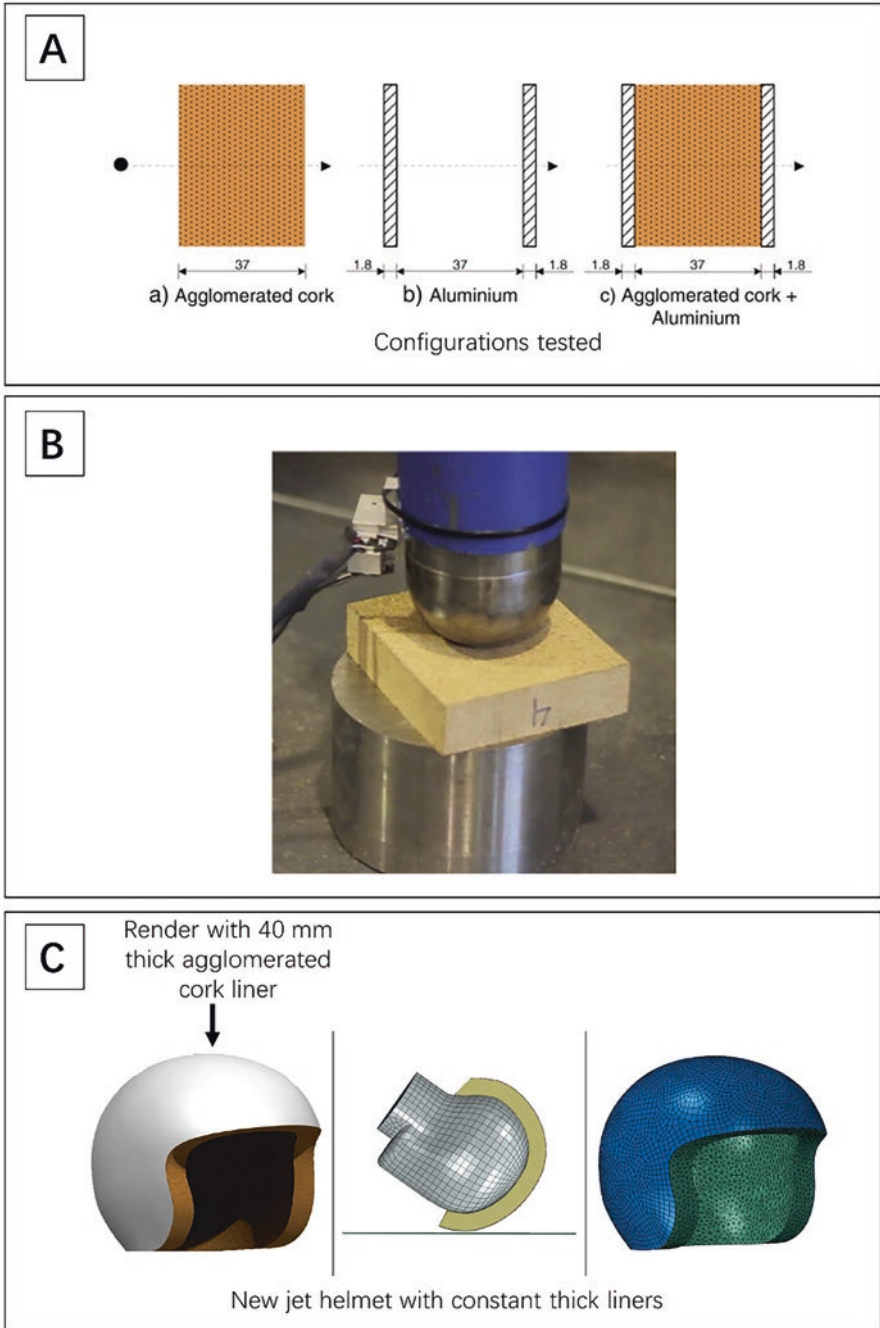 A
37
1.8
37
1.8
1.8
37
1.8
a) Agglomerated cork
b) Aluminium
c) Agglomerated cork +
Aluminium
Configurations tested
B
4
C
Render with 40 mm
thick agglomerated
cork liner
New jet helmet with constant thick liners